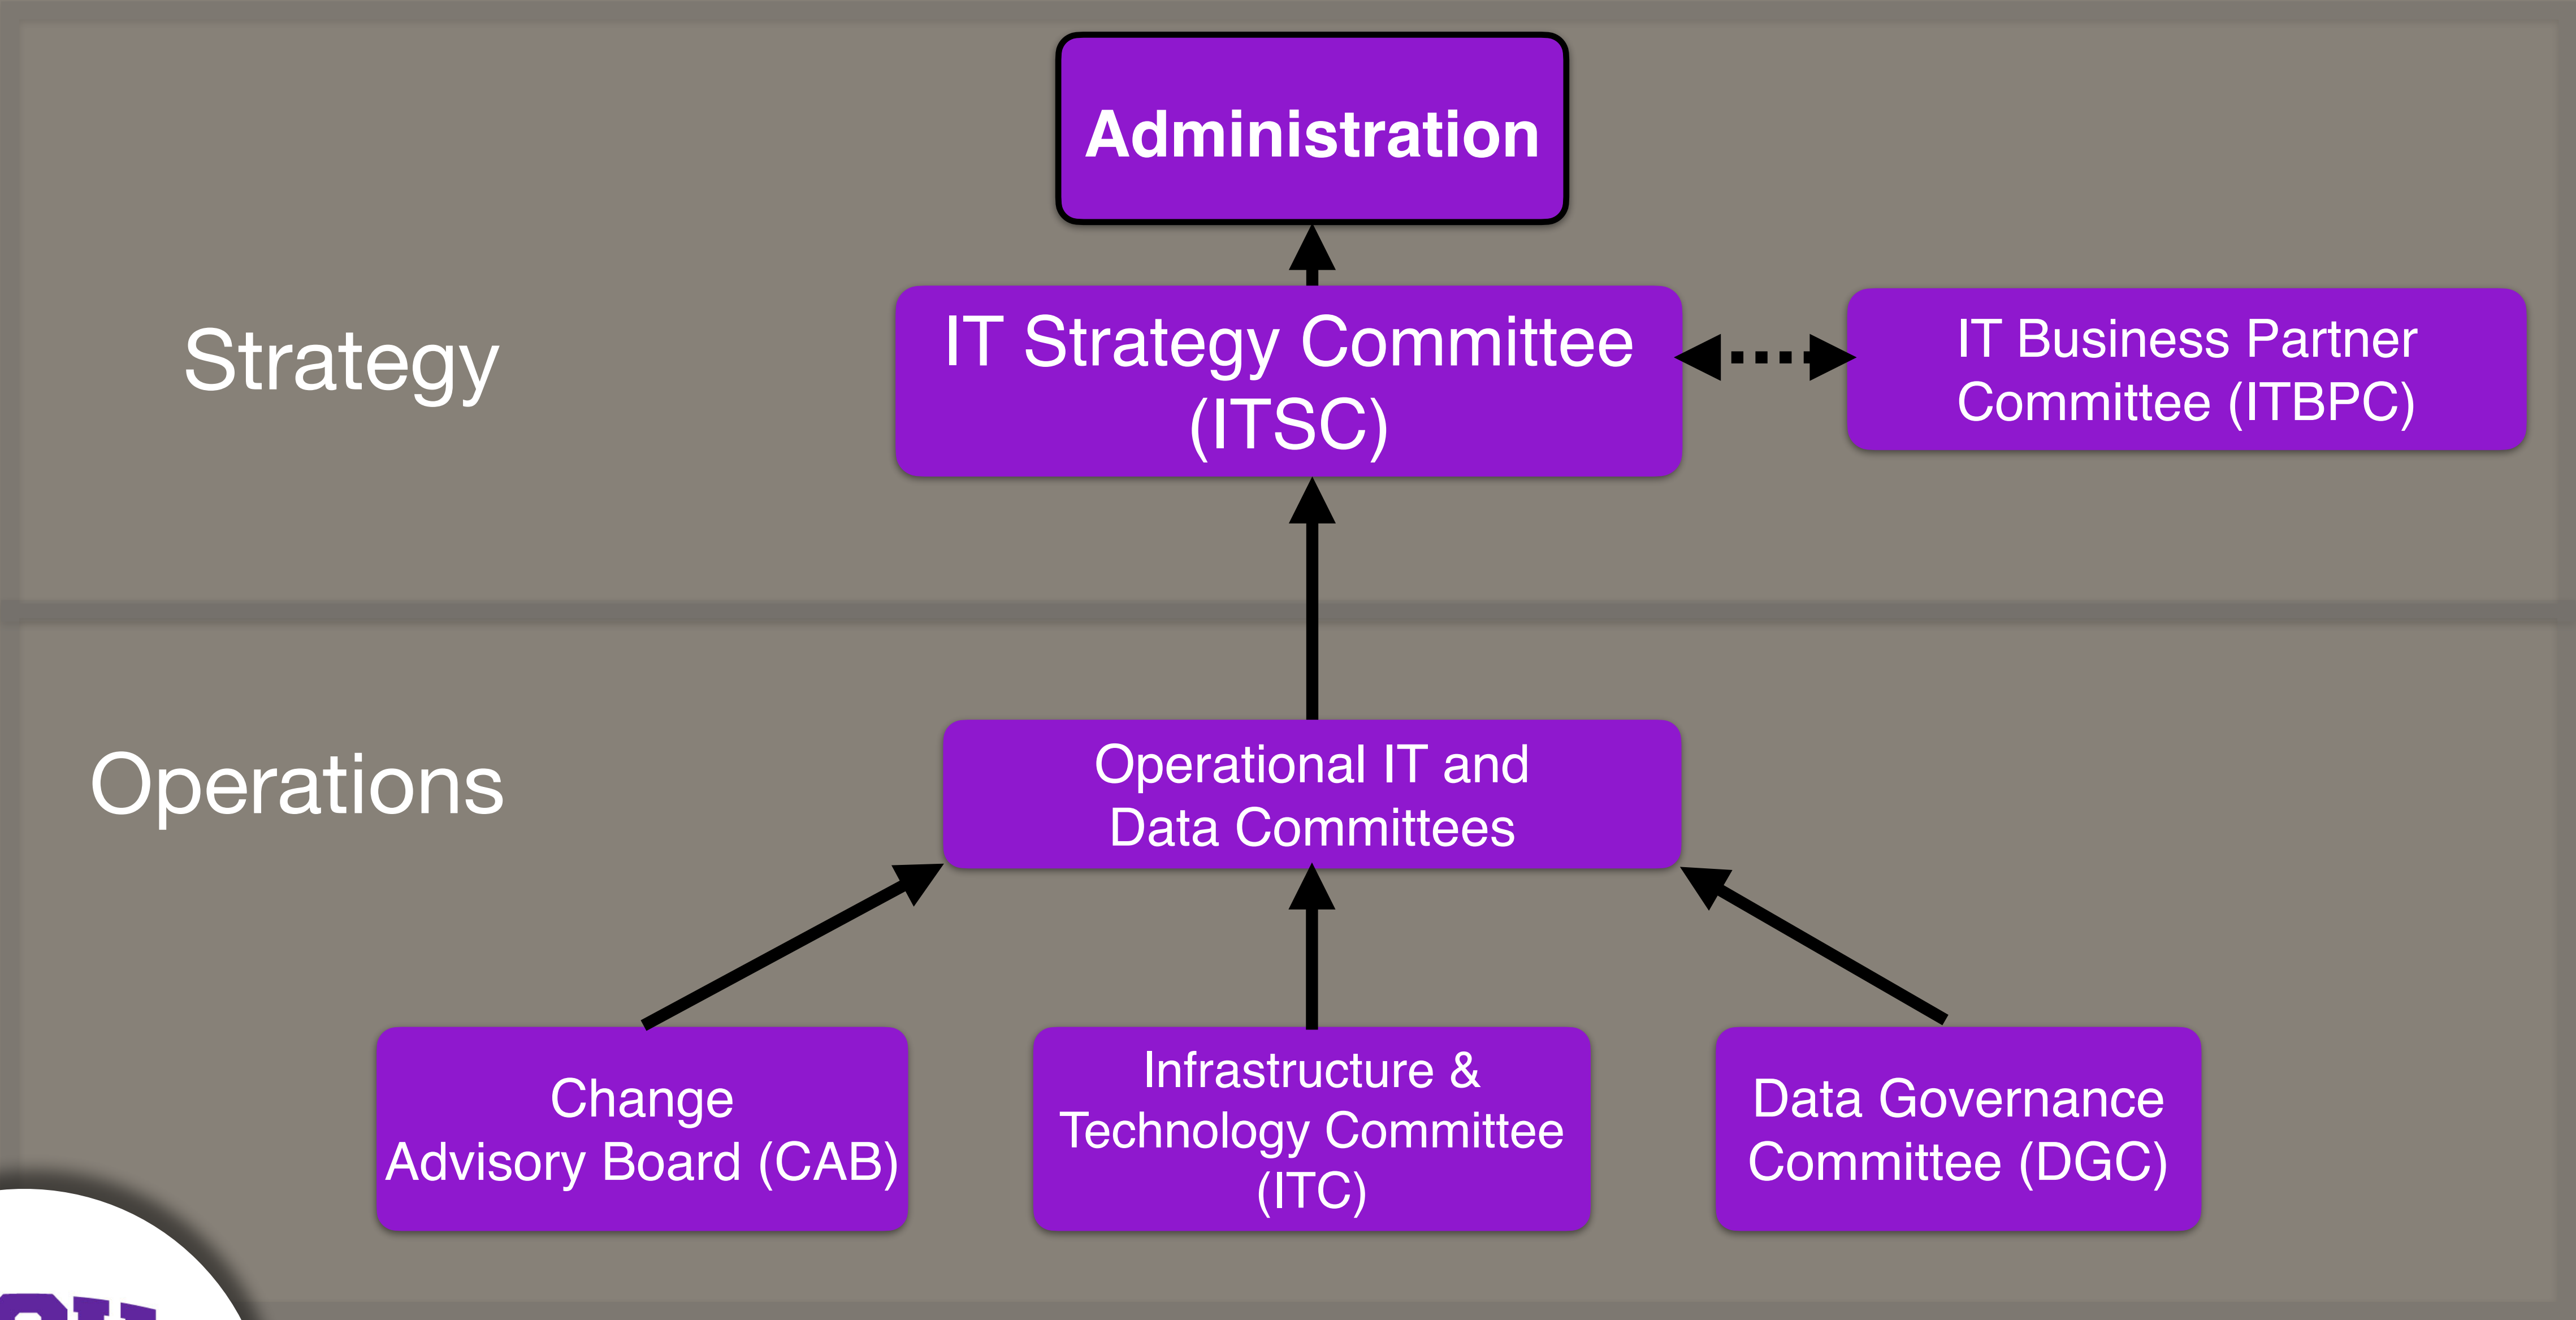 Administration
Strategy
IT Strategy Committee
(ITSC)
IT Business Partner
Committee (ITBPC)
Operations
Operational IT and
Data Committees
Change
Advisory Board (CAB)
Infrastructure &
Technology Committee
(ITC)
Data Governance
Committee (DGC)